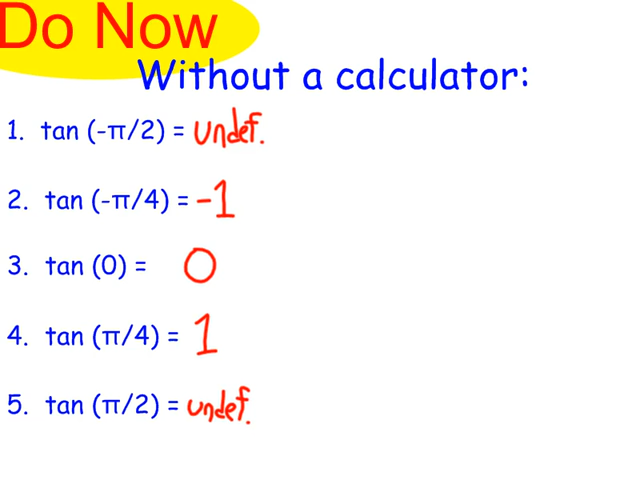 Do Now
Without a calculator:
1. tan (-π/2) = undef.
2. tan (-π/4) = -1
3. tan (0) = 0
4. tan (π/4) = 1
5. tan (π/2) = undef.